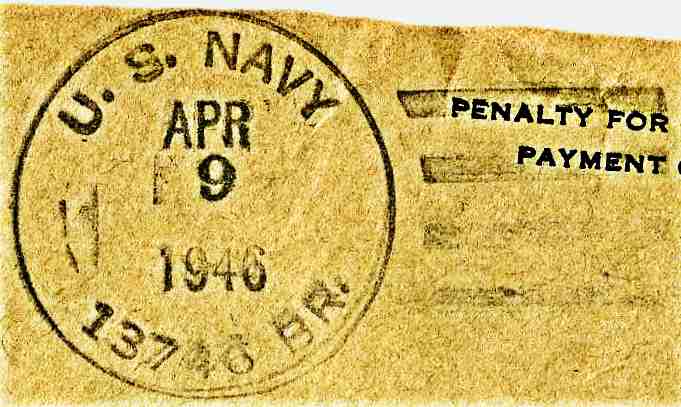 U. S. NAVY
APR
9
1946
13746 BR.
PENALTY FOR
PAYMENT